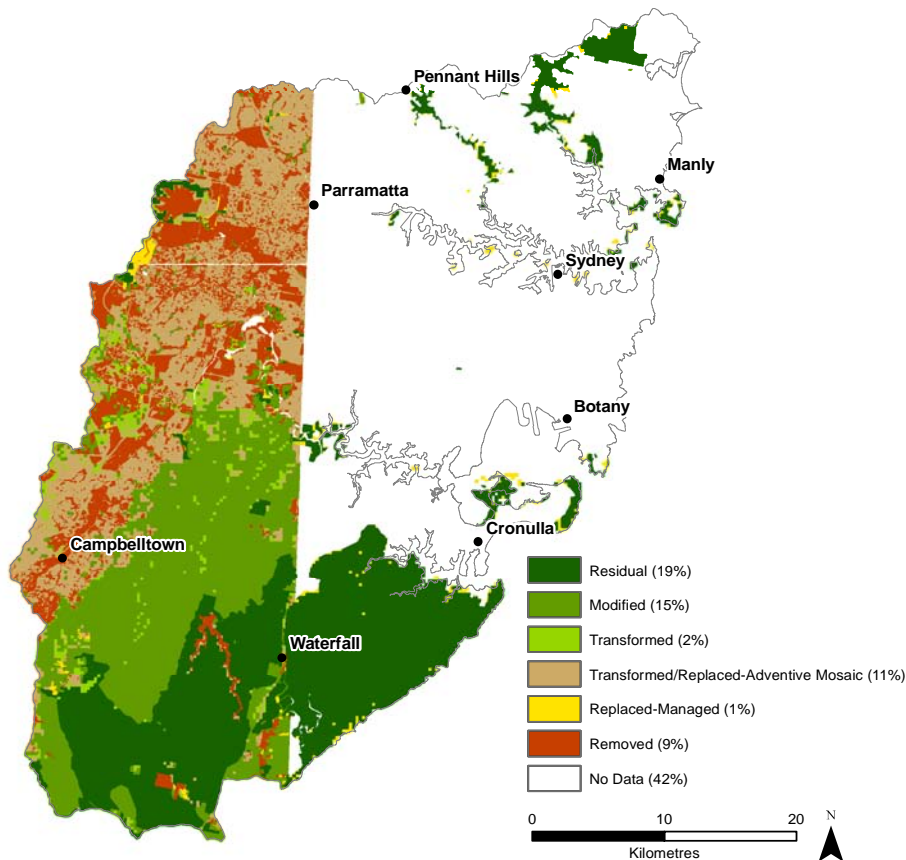 Pennant Hills
Manly
Parramatta
Sydney
Botany
Cronulla
Campbelltown
Waterfall
Residual (19%)
Modified (15%)
Transformed (2%)
Transformed/Replaced-Adventive Mosaic (11%)
Replaced-Managed (1%)
Removed (9%)
No Data (42%)
0 10 20
Kilometres
N